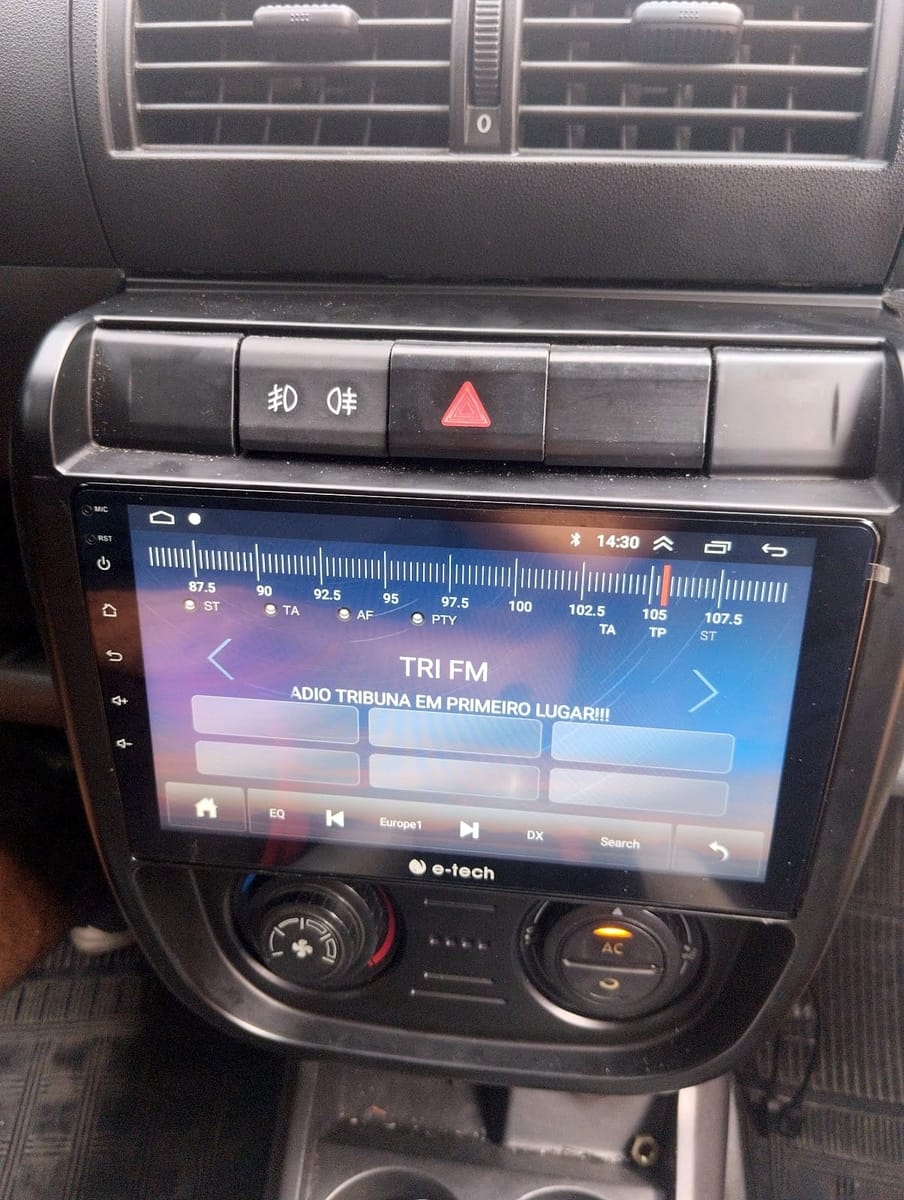 0
MIC
RST
14:30
87.5 90 92.5 95 97.5 100 102.5 105 107.5
ST TA AF PTY TA TP ST
TRI FM
ADIO TRIBUNA EM PRIMEIRO LUGAR!!!
EQ Europe1 DX Search
e-tech
AC